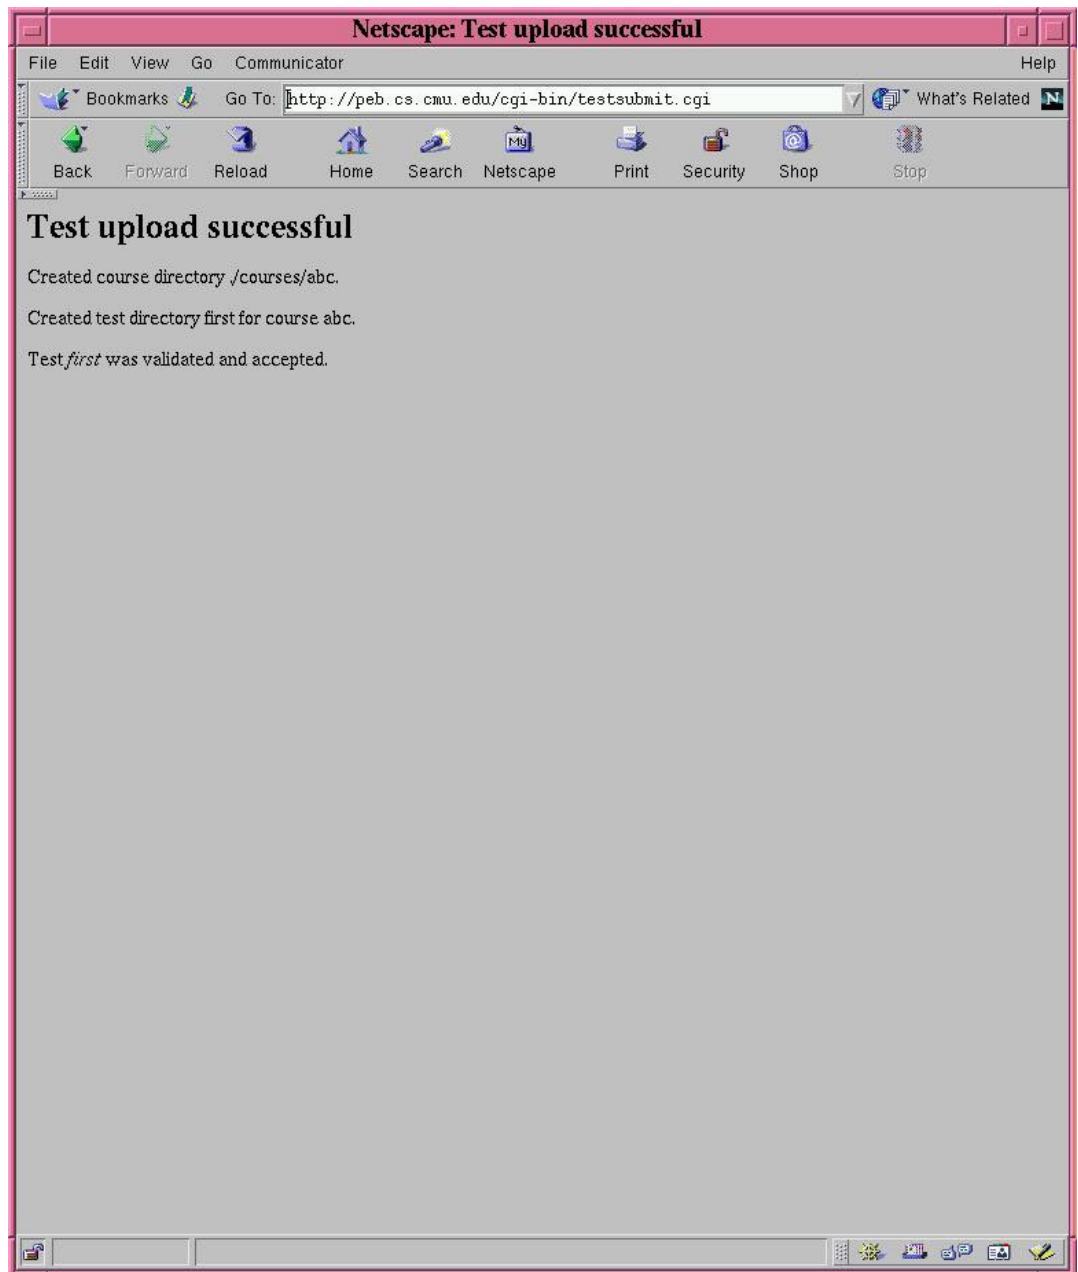 Netscape: Test upload successful
File Edit View Go Communicator Help
Bookmarks Go To: http://peb.cs.cmu.edu/cgi-bin/testsubmit.cgi What's Related N
My
Back Forward Reload Home Search Netscape Print Security Shop Stop
Test upload successful
Created course directory ./courses/abc.
Created test directory first for course abc.
Test first was validated and accepted.